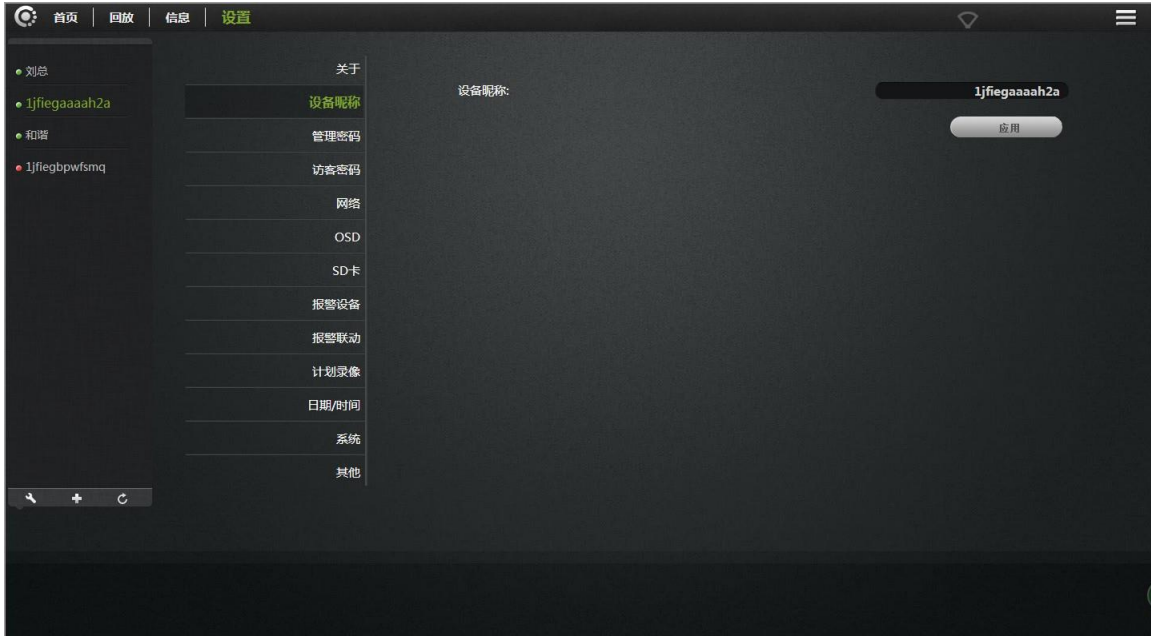 首页 回放 信息 设置
刘总
1jfiegaaaah2a
和谐
1jfiegbpwfsmq
关于
设备昵称
管理密码
访客密码
网络
OSD
SD卡
报警设备
报警联动
计划录像
日期/时间
系统
其他
设备昵称:
1jfiegaaaah2a
应用